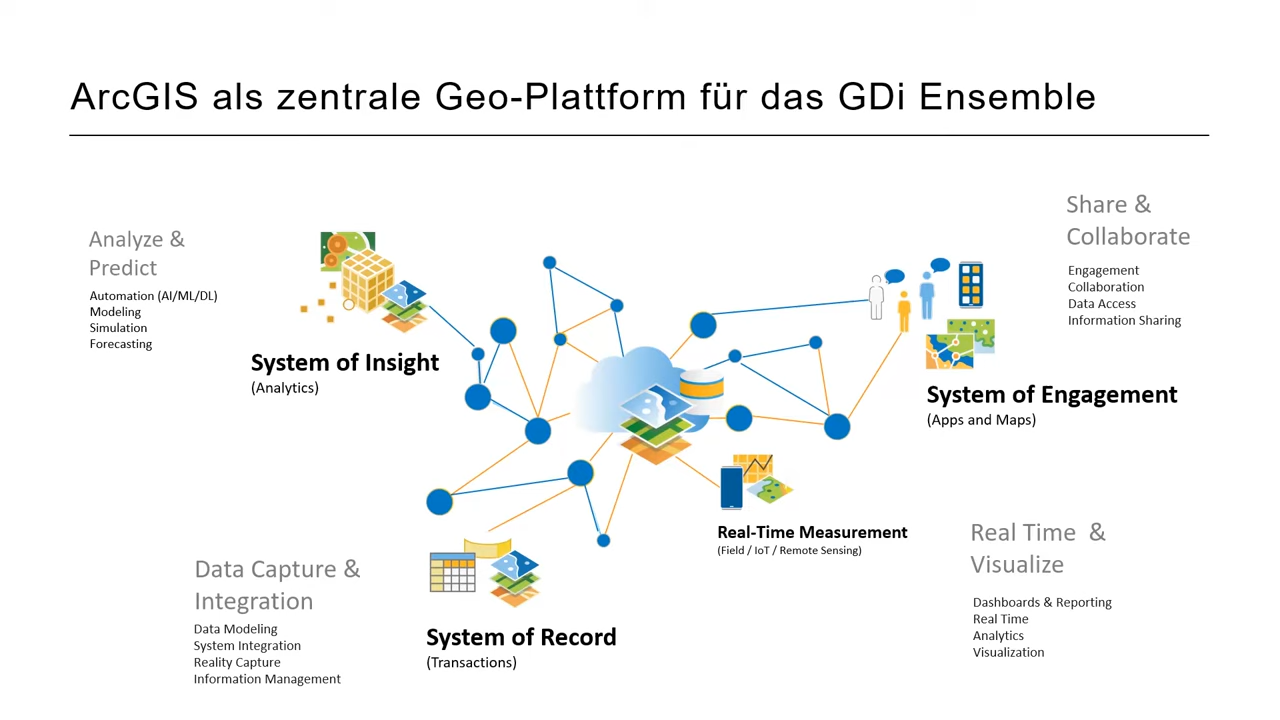 ArcGIS als zentrale Geo-Plattform für das GDi Ensemble
Analyze &
Predict
Automation (AI/ML/DL)
Modeling
Simulation
Forecasting
System of Insight
(Analytics)
Share &
Collaborate
Engagement
Collaboration
Data Access
Information Sharing
System of Engagement
(Apps and Maps)
Real-Time Measurement
(Field / IoT / Remote Sensing)
Real Time &
Visualize
Dashboards & Reporting
Real Time
Analytics
Visualization
Data Capture &
Integration
Data Modeling
System Integration
Reality Capture
Information Management
System of Record
(Transactions)